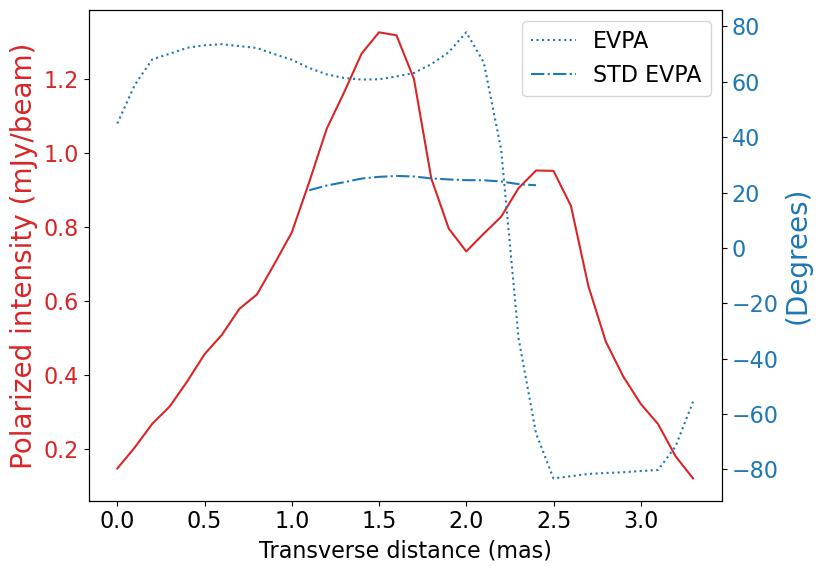 Polarized intensity (mJy/beam)
1.2
1.0
0.8
0.6
0.4
0.2
EVPA
STD EVPA
80
60
40
20
0
−20
−40
−60
−80
(Degrees)
0.0 0.5 1.0 1.5 2.0 2.5 3.0
Transverse distance (mas)